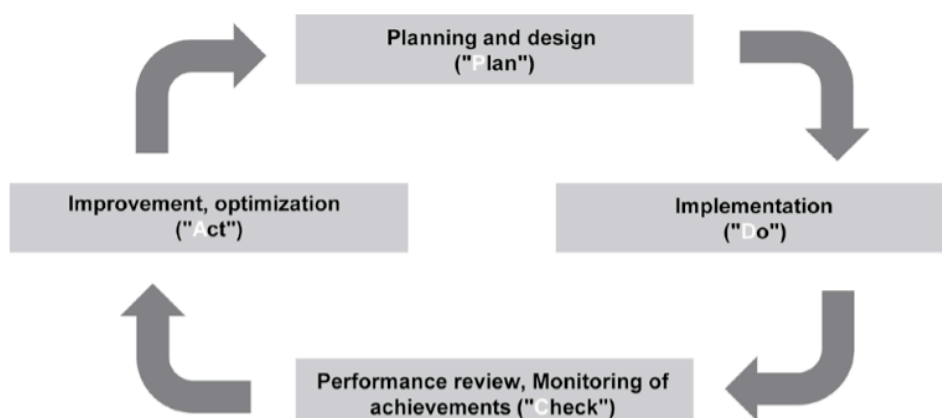 Planning and design
("Plan")
Improvement, optimization
("Act")
Implementation
("Do")
Performance review, Monitoring of
achievements ("Check")